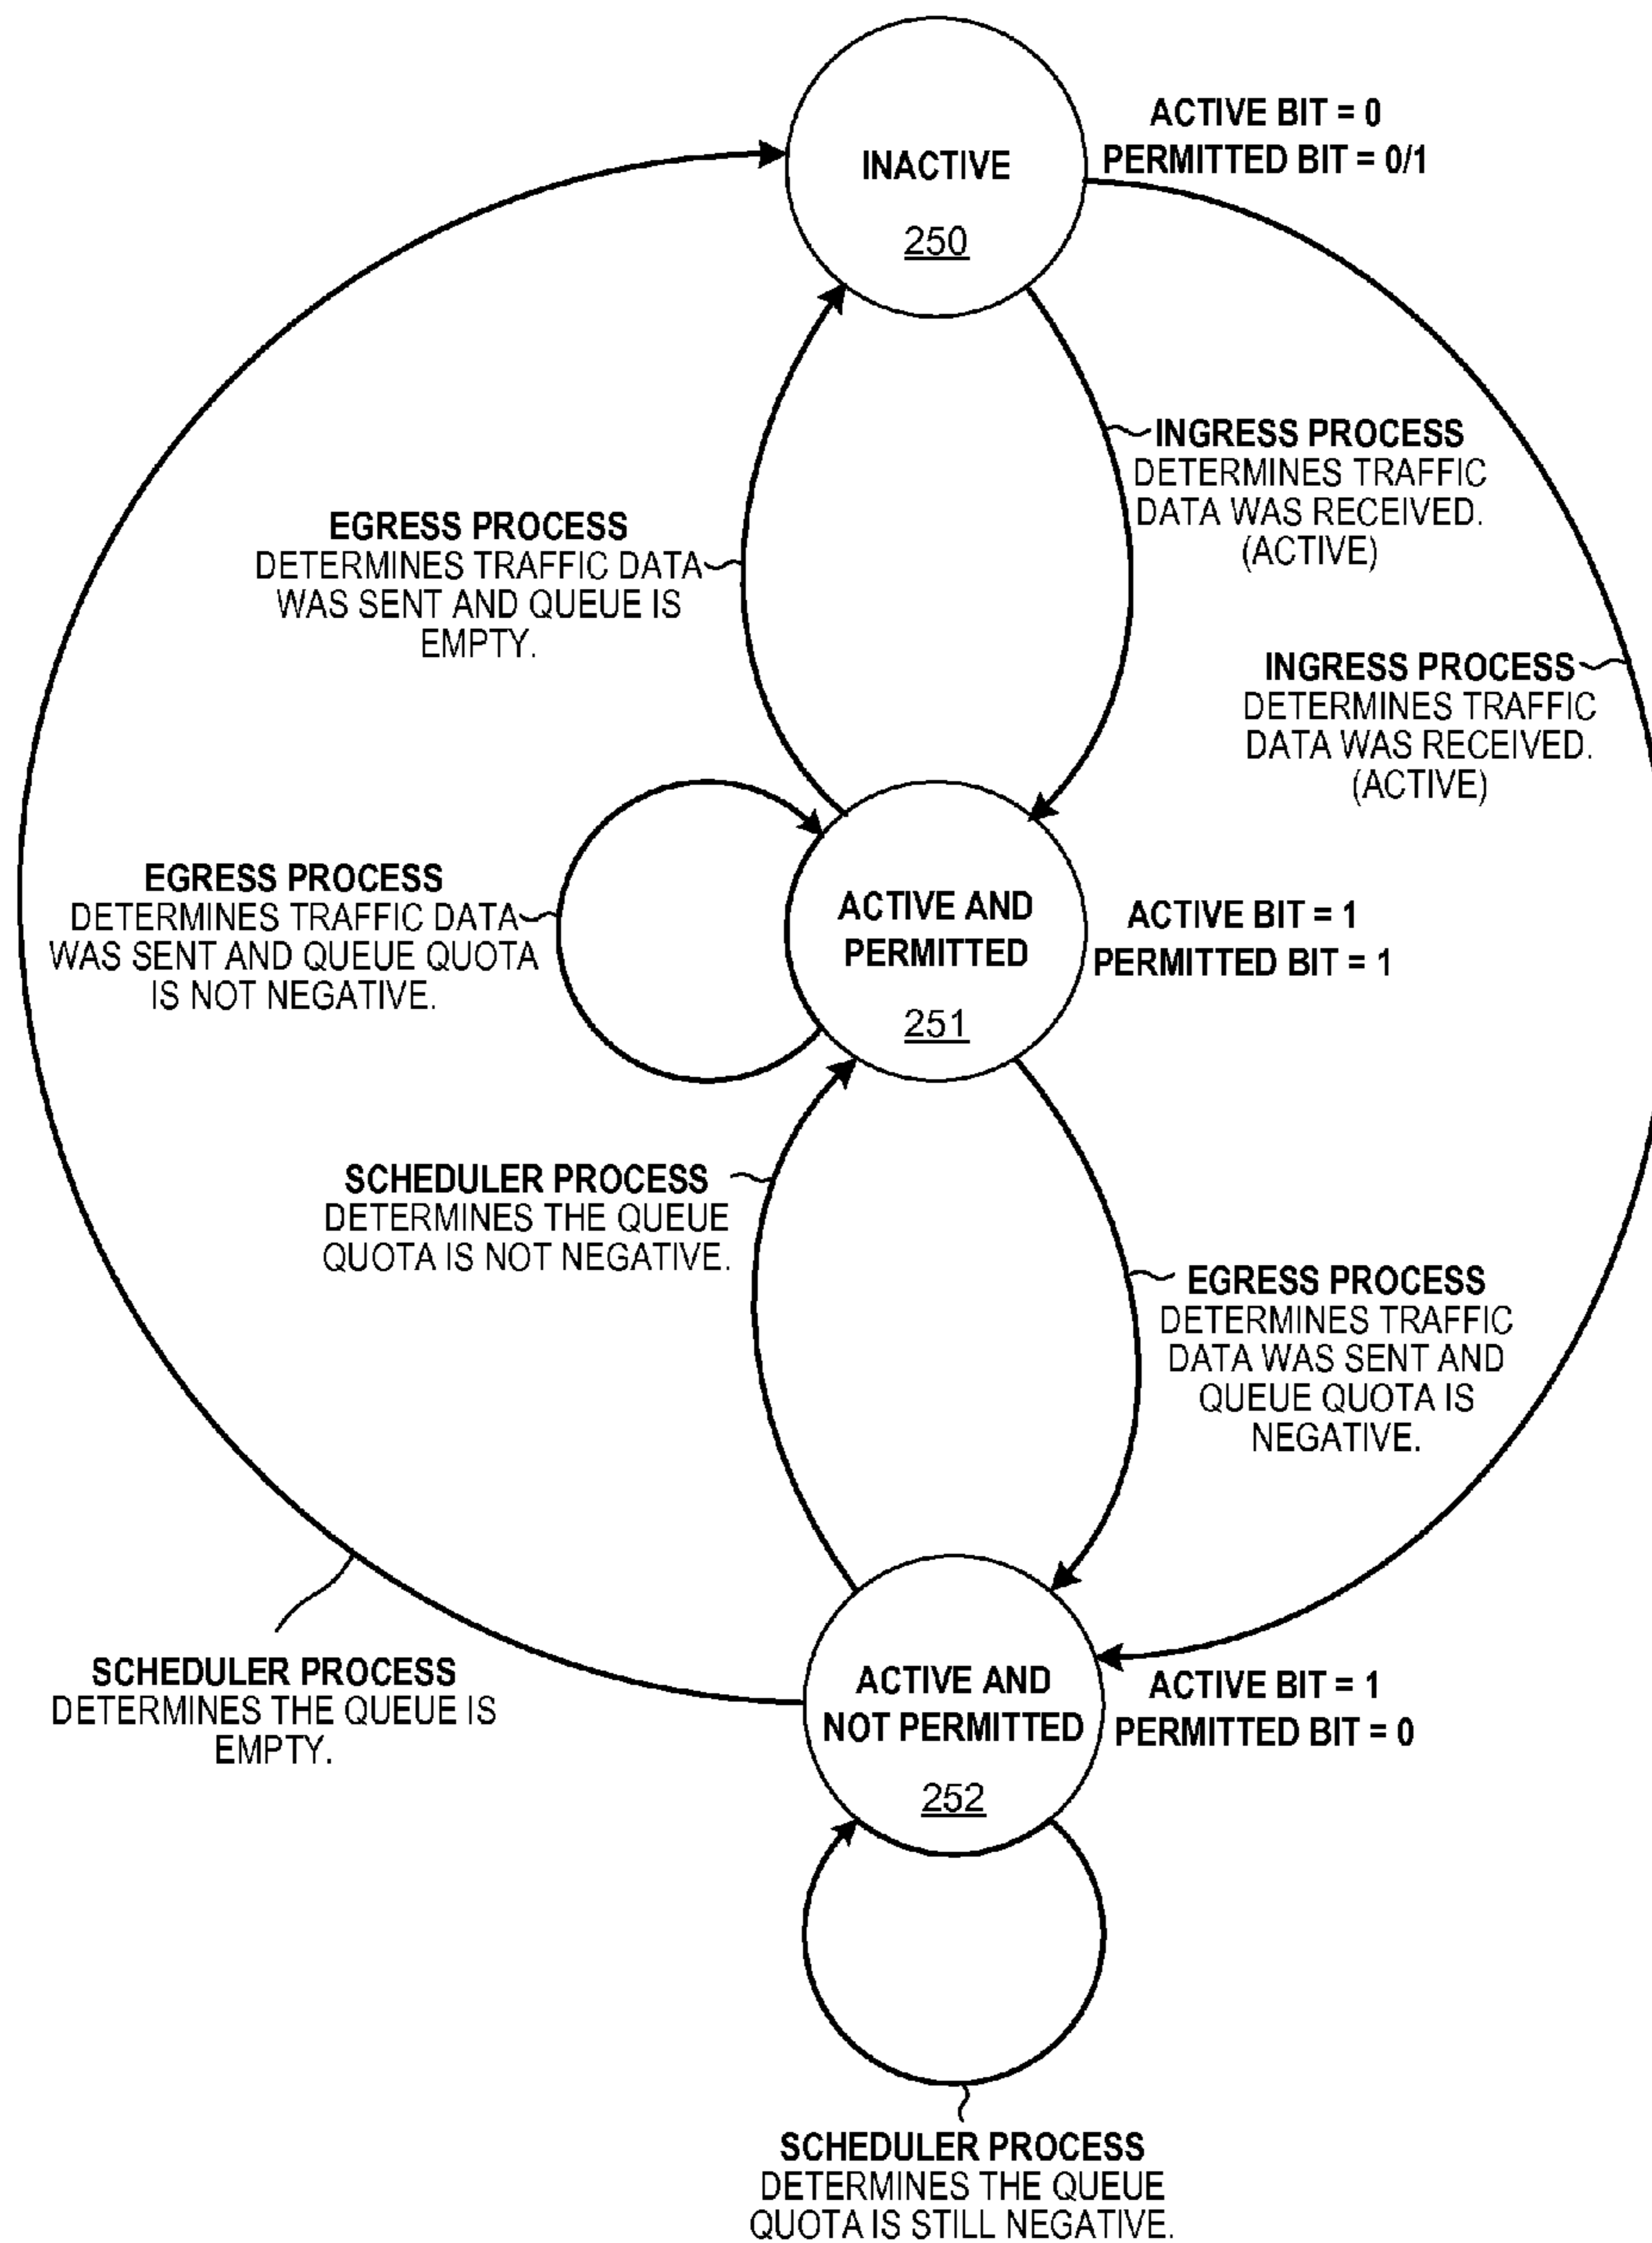 ACTIVE BIT = 0
PERMITTED BIT = 0/1
INACTIVE
250
INGRESS PROCESS
DETERMINES TRAFFIC
DATA WAS RECEIVED.
(ACTIVE)
EGRESS PROCESS
DETERMINES TRAFFIC DATA
WAS SENT AND QUEUE IS
EMPTY.
INGRESS PROCESS
DETERMINES TRAFFIC
DATA WAS RECEIVED.
(ACTIVE)
EGRESS PROCESS
DETERMINES TRAFFIC DATA
WAS SENT AND QUEUE QUOTA
IS NOT NEGATIVE.
ACTIVE AND
PERMITTED
251
ACTIVE BIT = 1
PERMITTED BIT = 1
SCHEDULER PROCESS
DETERMINES THE QUEUE
QUOTA IS NOT NEGATIVE.
EGRESS PROCESS
DETERMINES TRAFFIC
DATA WAS SENT AND
QUEUE QUOTA IS
NEGATIVE.
SCHEDULER PROCESS
DETERMINES THE QUEUE IS
EMPTY.
ACTIVE AND
NOT PERMITTED
252
ACTIVE BIT = 1
PERMITTED BIT = 0
SCHEDULER PROCESS
DETERMINES THE QUEUE
QUOTA IS STILL NEGATIVE.